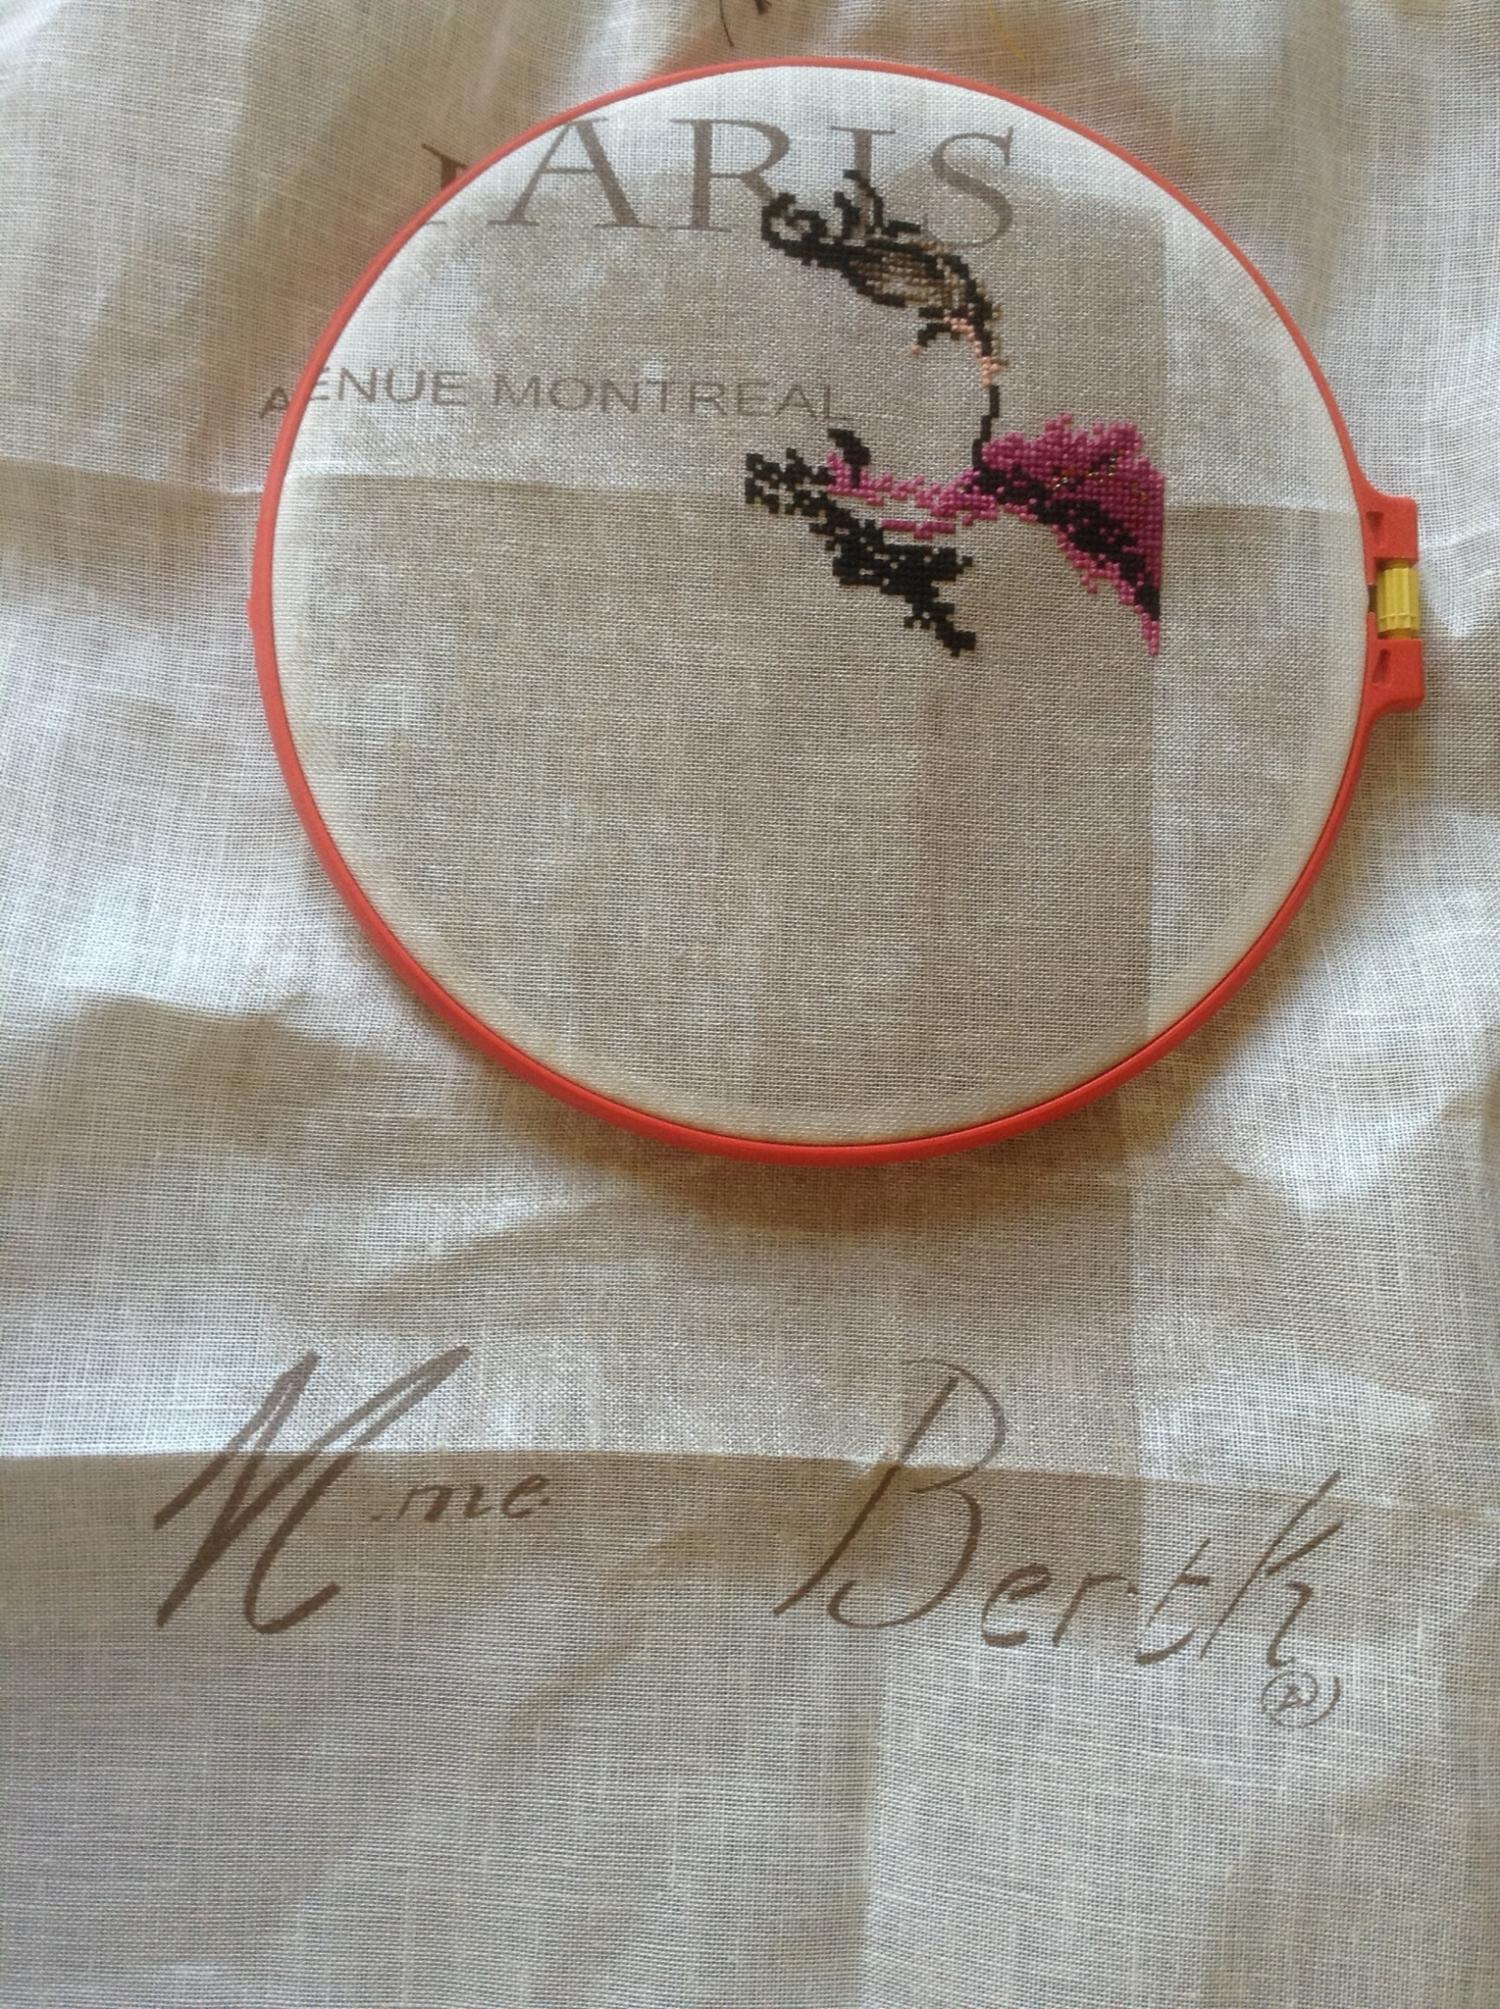 PARIS
AENUE MONTREAL
Mme Berth
®